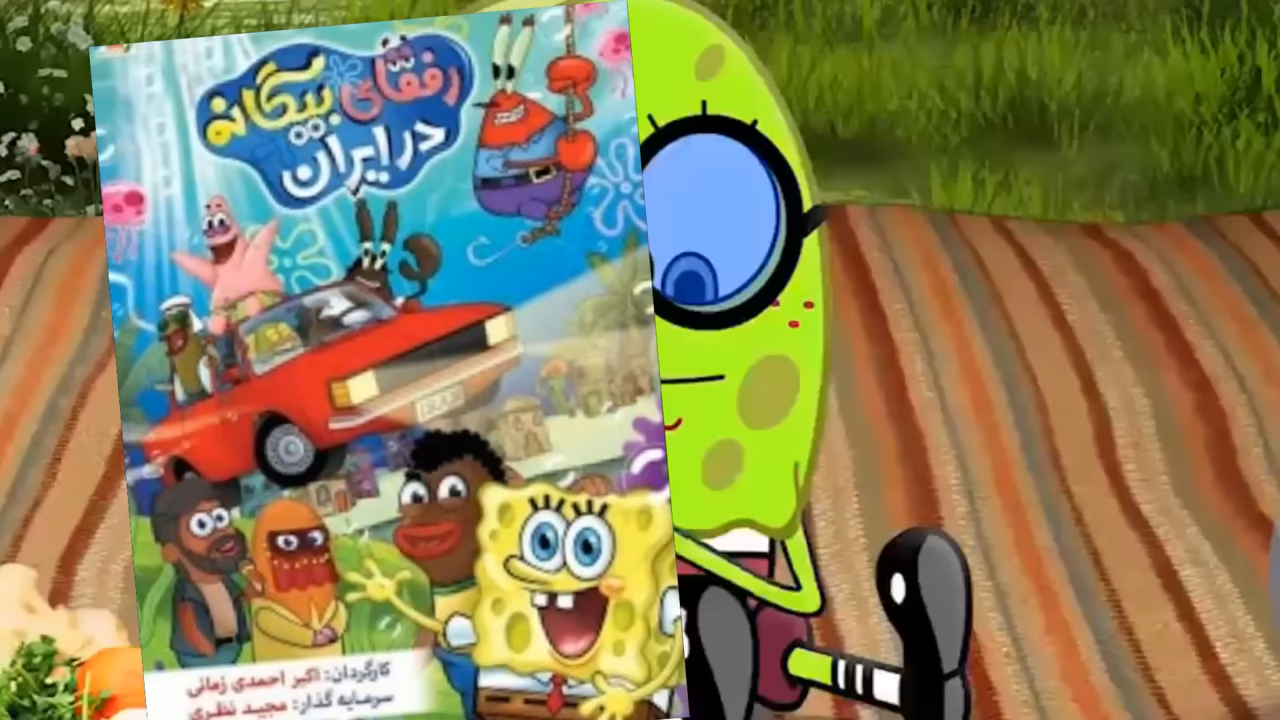 رفقای بیگانه
در ایران
کارگردان: اکبر احمدی زمانی
سرمایه گذار: مجید نظری